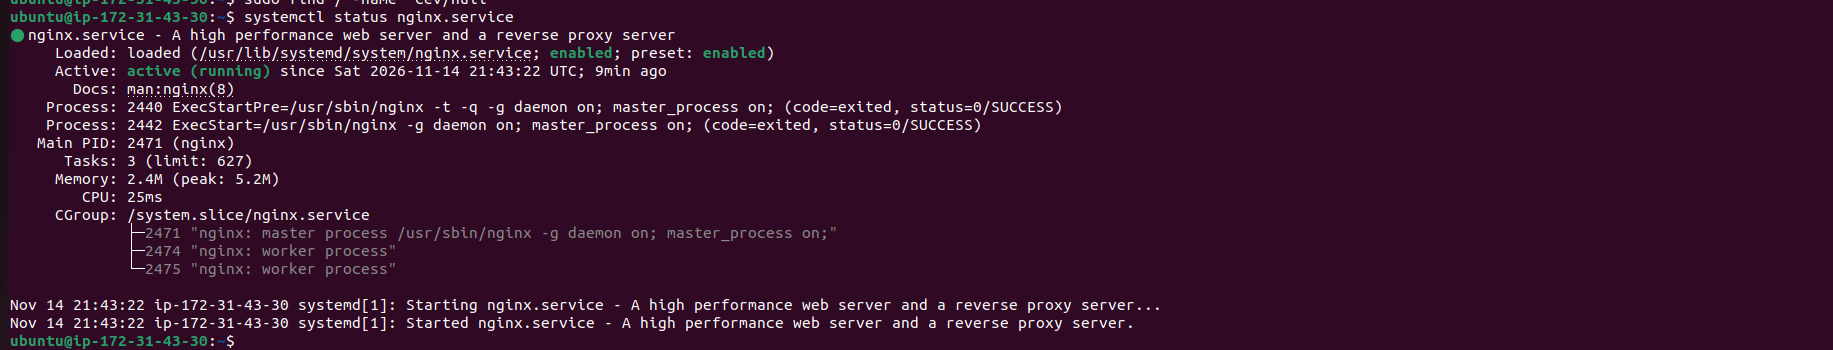 ubuntu@ip-172-31-43-30:~$ systemctl status nginx.service
● nginx.service - A high performance web server and a reverse proxy server
     Loaded: loaded (/usr/lib/systemd/system/nginx.service; enabled; preset: enabled)
     Active: active (running) since Sat 2026-11-14 21:43:22 UTC; 9min ago
       Docs: man:nginx(8)
    Process: 2440 ExecStartPre=/usr/sbin/nginx -t -q -g daemon on; master_process on; (code=exited, status=0/SUCCESS)
    Process: 2442 ExecStart=/usr/sbin/nginx -g daemon on; master_process on; (code=exited, status=0/SUCCESS)
   Main PID: 2471 (nginx)
      Tasks: 3 (limit: 627)
     Memory: 2.4M (peak: 5.2M)
        CPU: 25ms
     CGroup: /system.slice/nginx.service
             ├─2471 "nginx: master process /usr/sbin/nginx -g daemon on; master_process on;"
             ├─2474 "nginx: worker process"
             └─2475 "nginx: worker process"

Nov 14 21:43:22 ip-172-31-43-30 systemd[1]: Starting nginx.service - A high performance web server and a reverse proxy server...
Nov 14 21:43:22 ip-172-31-43-30 systemd[1]: Started nginx.service - A high performance web server and a reverse proxy server.
ubuntu@ip-172-31-43-30:~$